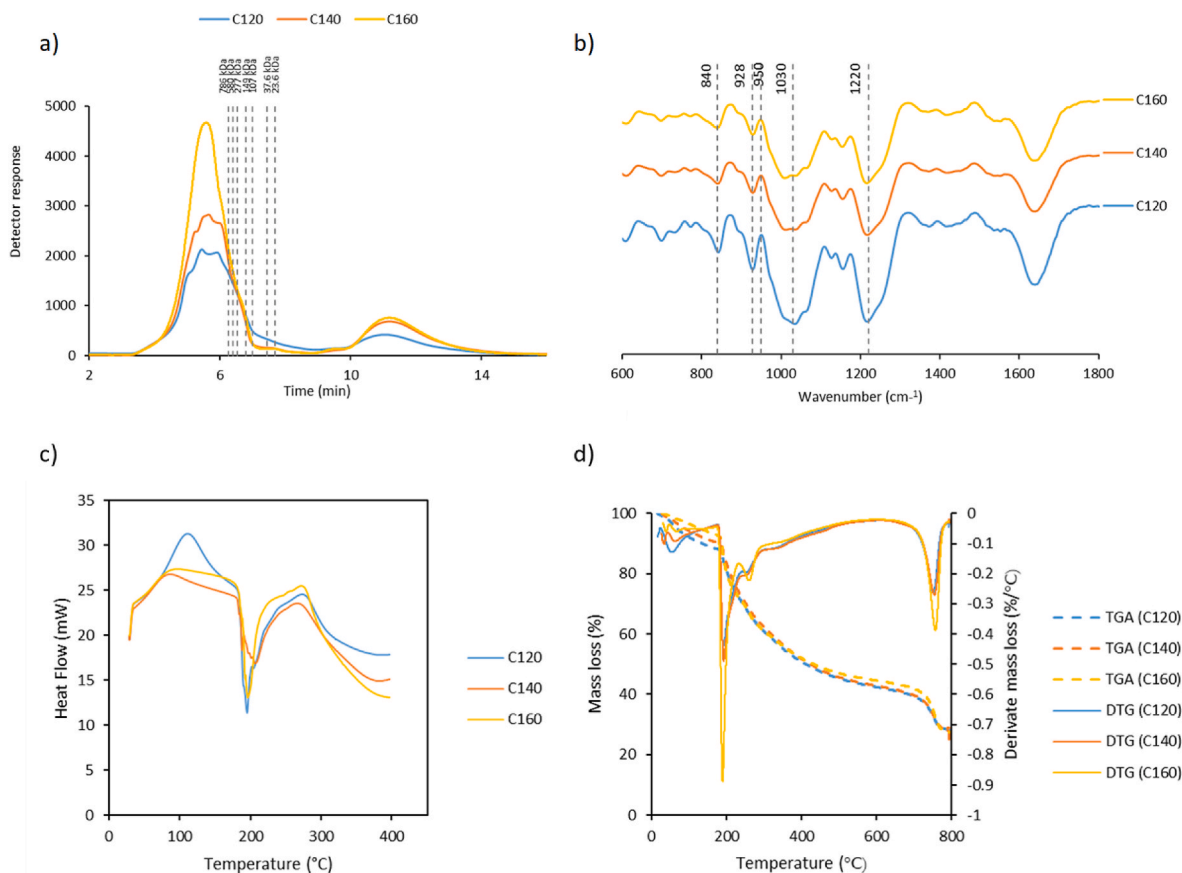 C120 C140 C160
a)
786 kDa
480 kDa
277 kDa
149 kDa
107 kDa
37.6 kDa
23.6 kDa
5000
4000
3000
2000
1000
0
Detector response
2 6 10 14
Time (min)
b)
840
928
950
1030
1220
C160
C140
C120
600 800 1000 1200 1400 1600 1800
Wavenumber (cm-1)
c)
35
30
25
20
15
10
5
0
Heat Flow (mW)
0 100 200 300 400
Temperature (°C)
C120
C140
C160
d)
100
80
60
40
20
0
Mass loss (%)
0
-0.1
-0.2
-0.3
-0.4
-0.5
-0.6
-0.7
-0.8
-0.9
-1
Derivate mass loss (%/°C)
0 200 400 600 800
Temperature (°C)
TGA (C120)
TGA (C140)
TGA (C160)
DTG (C120)
DTG (C140)
DTG (C160)